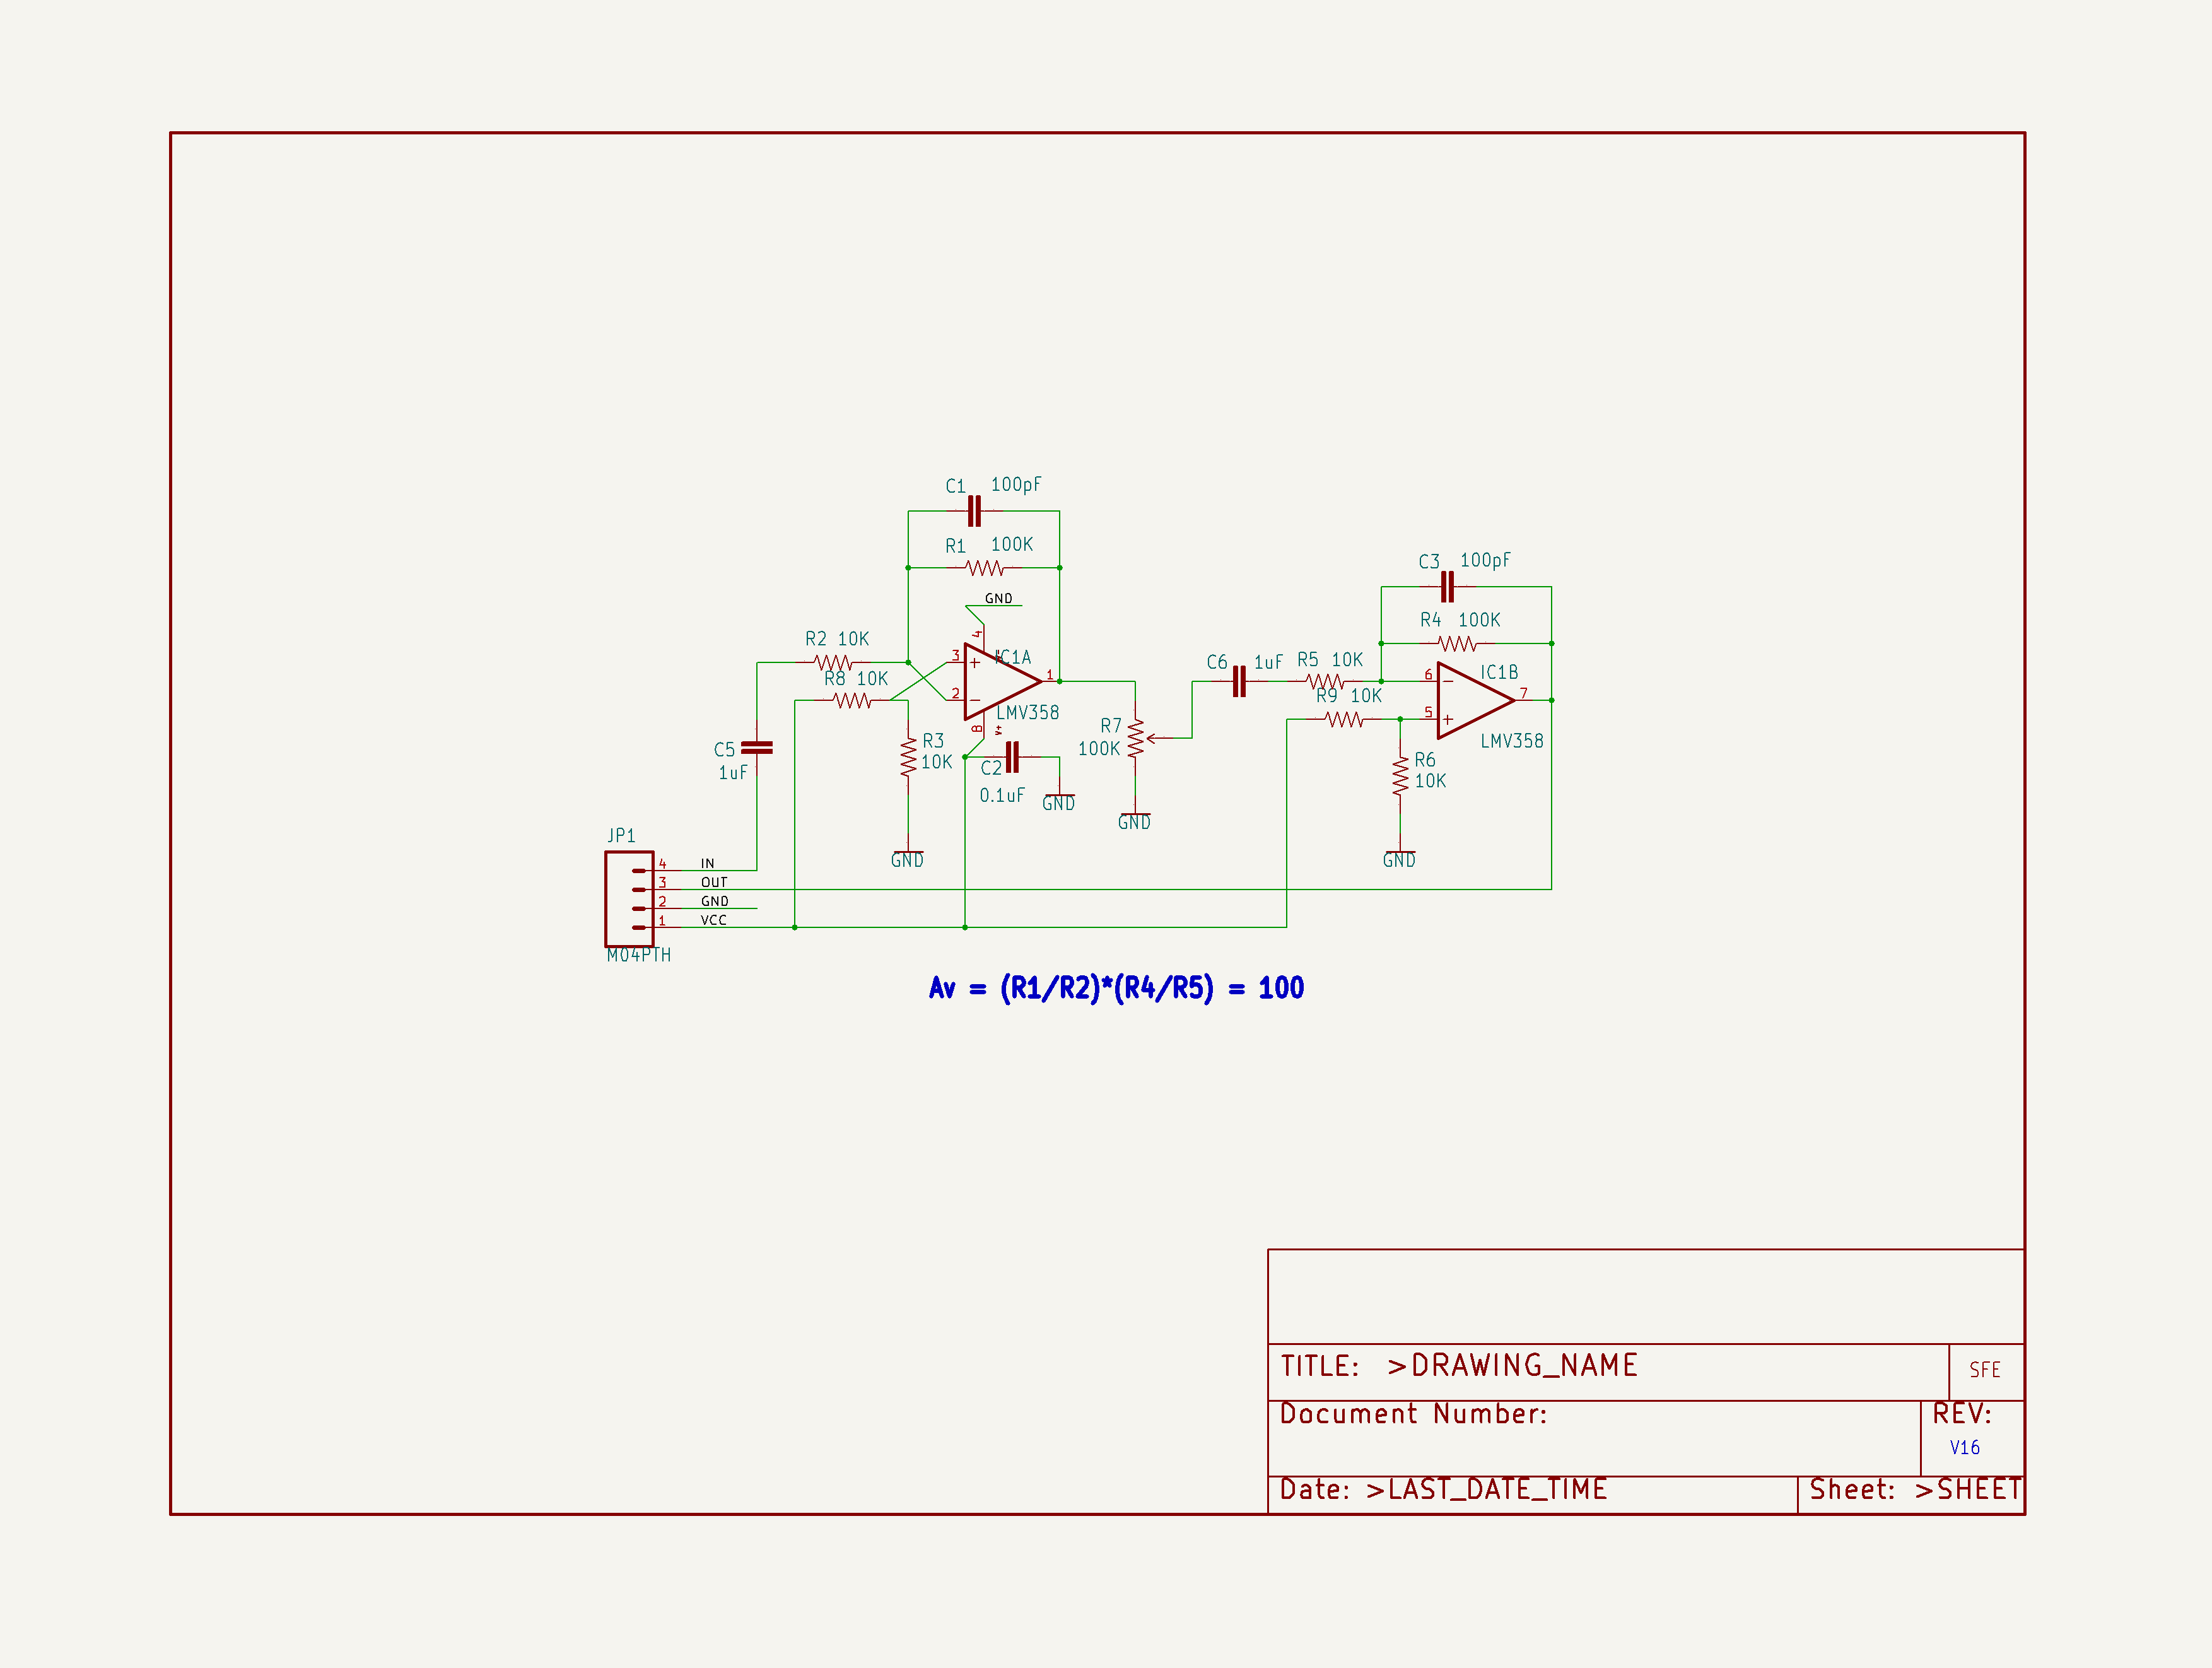 C1 100pF
R1 100K
GND
4
R2 10K
3
IC1A
1
R8 10K
2
LMV358
8
V+
C5
1uF
R3
10K
C2
0.1uF
GND
GND
R7
100K
GND
C6 1uF
R5 10K
R9 10K
C3 100pF
R4 100K
6
IC1B
7
5
LMV358
R6
10K
GND
JP1
4 IN
3 OUT
2 GND
1 VCC
M04PTH
Av = (R1/R2)*(R4/R5) = 100
TITLE: >DRAWING_NAME
SFE
Document Number:
REV:
V16
Date: >LAST_DATE_TIME
Sheet: >SHEET